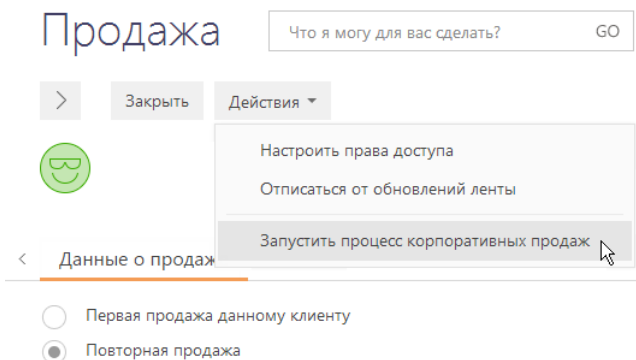 Продажа
Что я могу для вас сделать? GO
Закрыть Действия
Настроить права доступа
Отписаться от обновлений ленты
Запустить процесс корпоративных продаж
Данные о продаж
Первая продажа данному клиенту
Повторная продажа